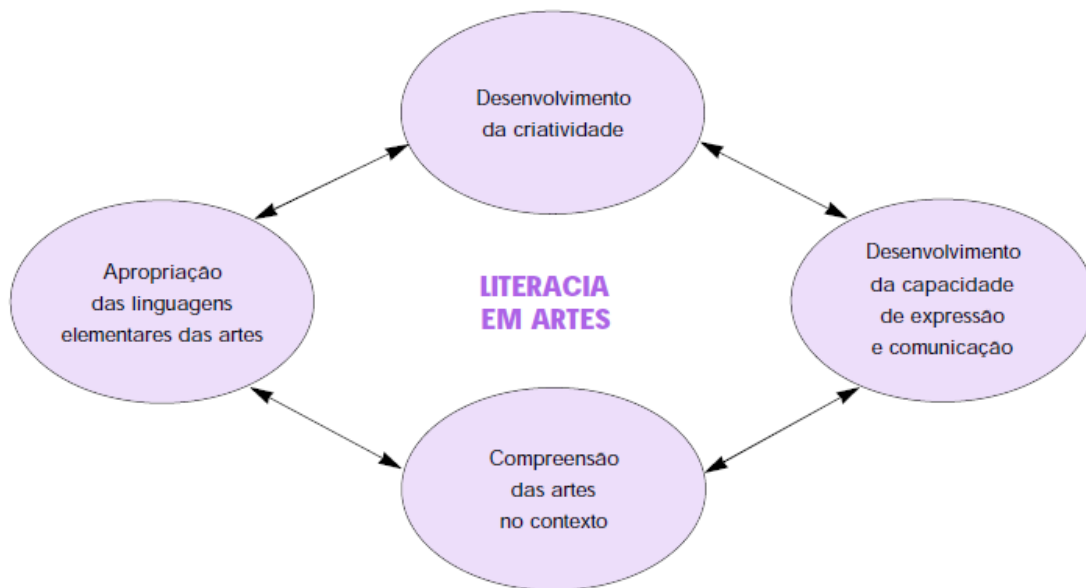 Desenvolvimento
da criatividade
Apropriação
das linguagens
elementares das artes
LITERACIA
EM ARTES
Desenvolvimento
da capacidade
de expressão
e comunicação
Compreensão
das artes
no contexto